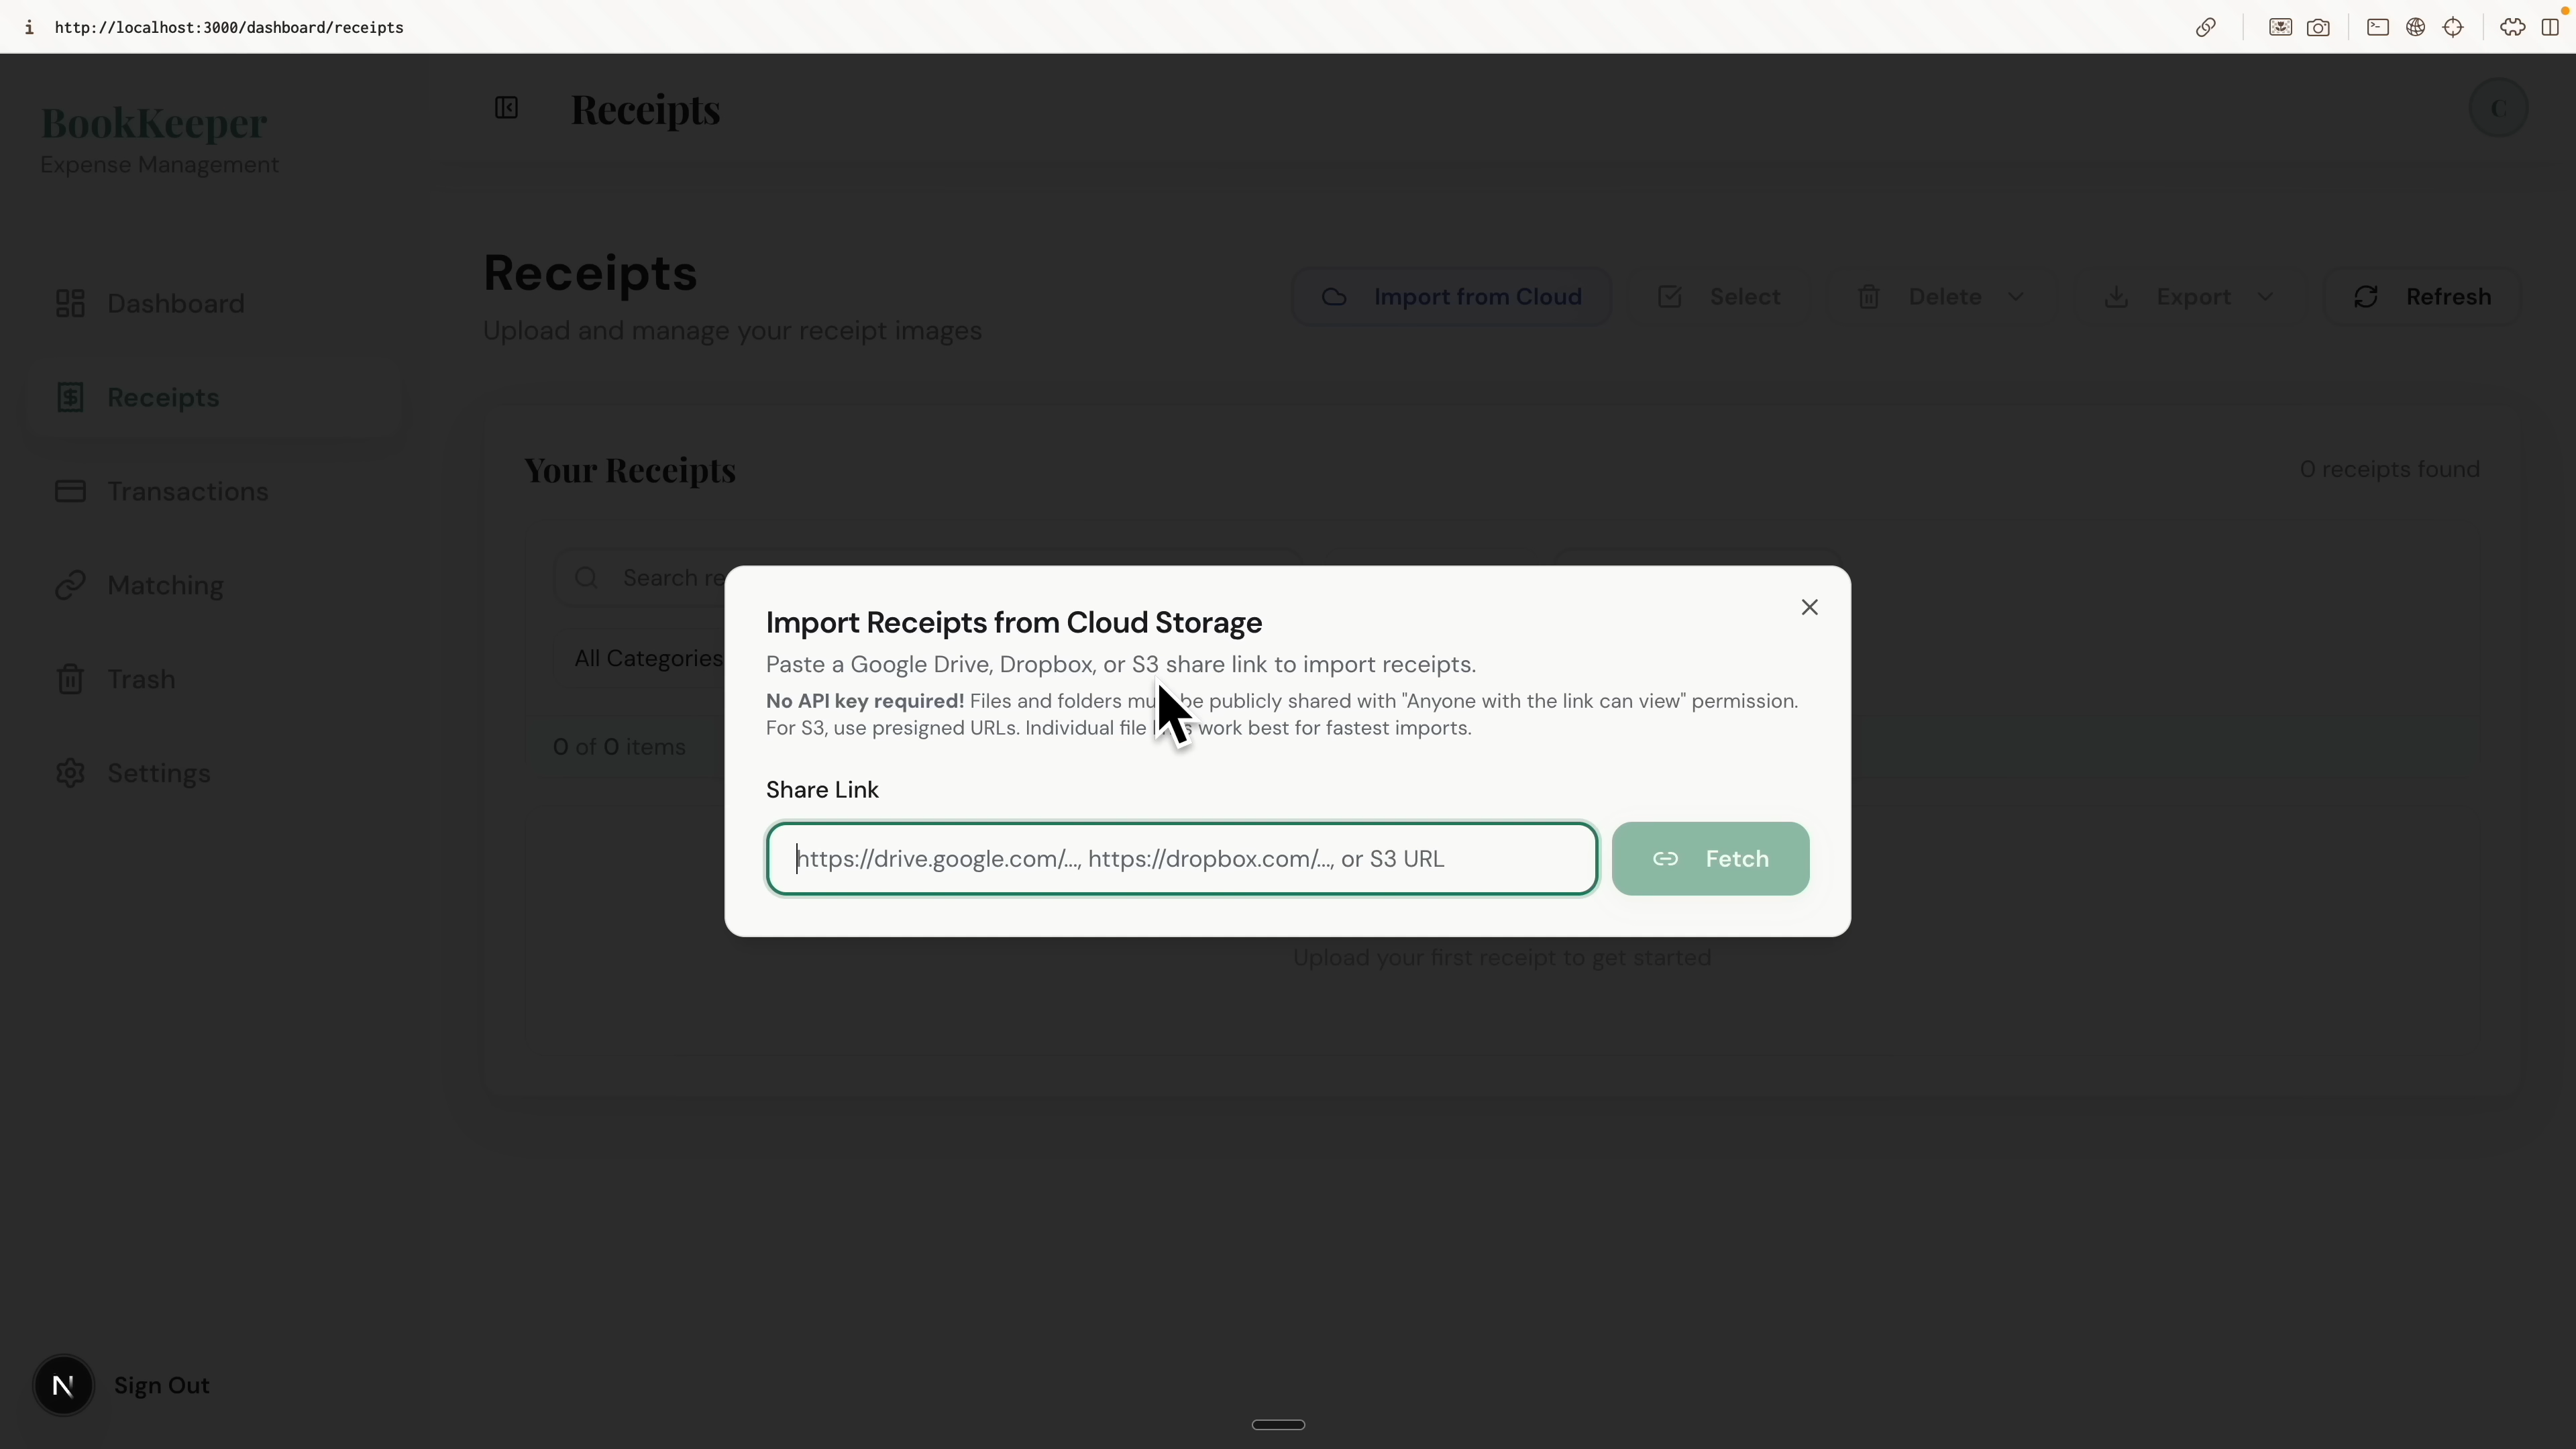 http://localhost:3000/dashboard/receipts
BookKeeper
Expense Management
Dashboard
Receipts
Transactions
Matching
Trash
Settings
N Sign Out
Receipts
C
Receipts
Upload and manage your receipt images
Import from Cloud
Select
Delete
Export
Refresh
Your Receipts
0 receipts found
Search
All Categories
0 of 0 items
Import Receipts from Cloud Storage
Paste a Google Drive, Dropbox, or S3 share link to import receipts.
No API key required! Files and folders be publicly shared with "Anyone with the link can view" permission.
For S3, use presigned URLs. Individual file work best for fastest imports.
Share Link
https://drive.google.com/..., https://dropbox.com/..., or S3 URL
Fetch
Upload your first receipt to get started